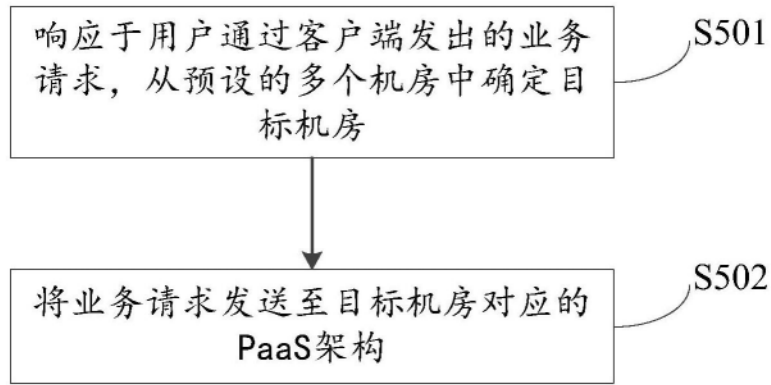 响应于用户通过客户端发出的业务
请求，从预设的多个机房中确定目
标机房
S501
将业务请求发送至目标机房对应的
PaaS架构
S502